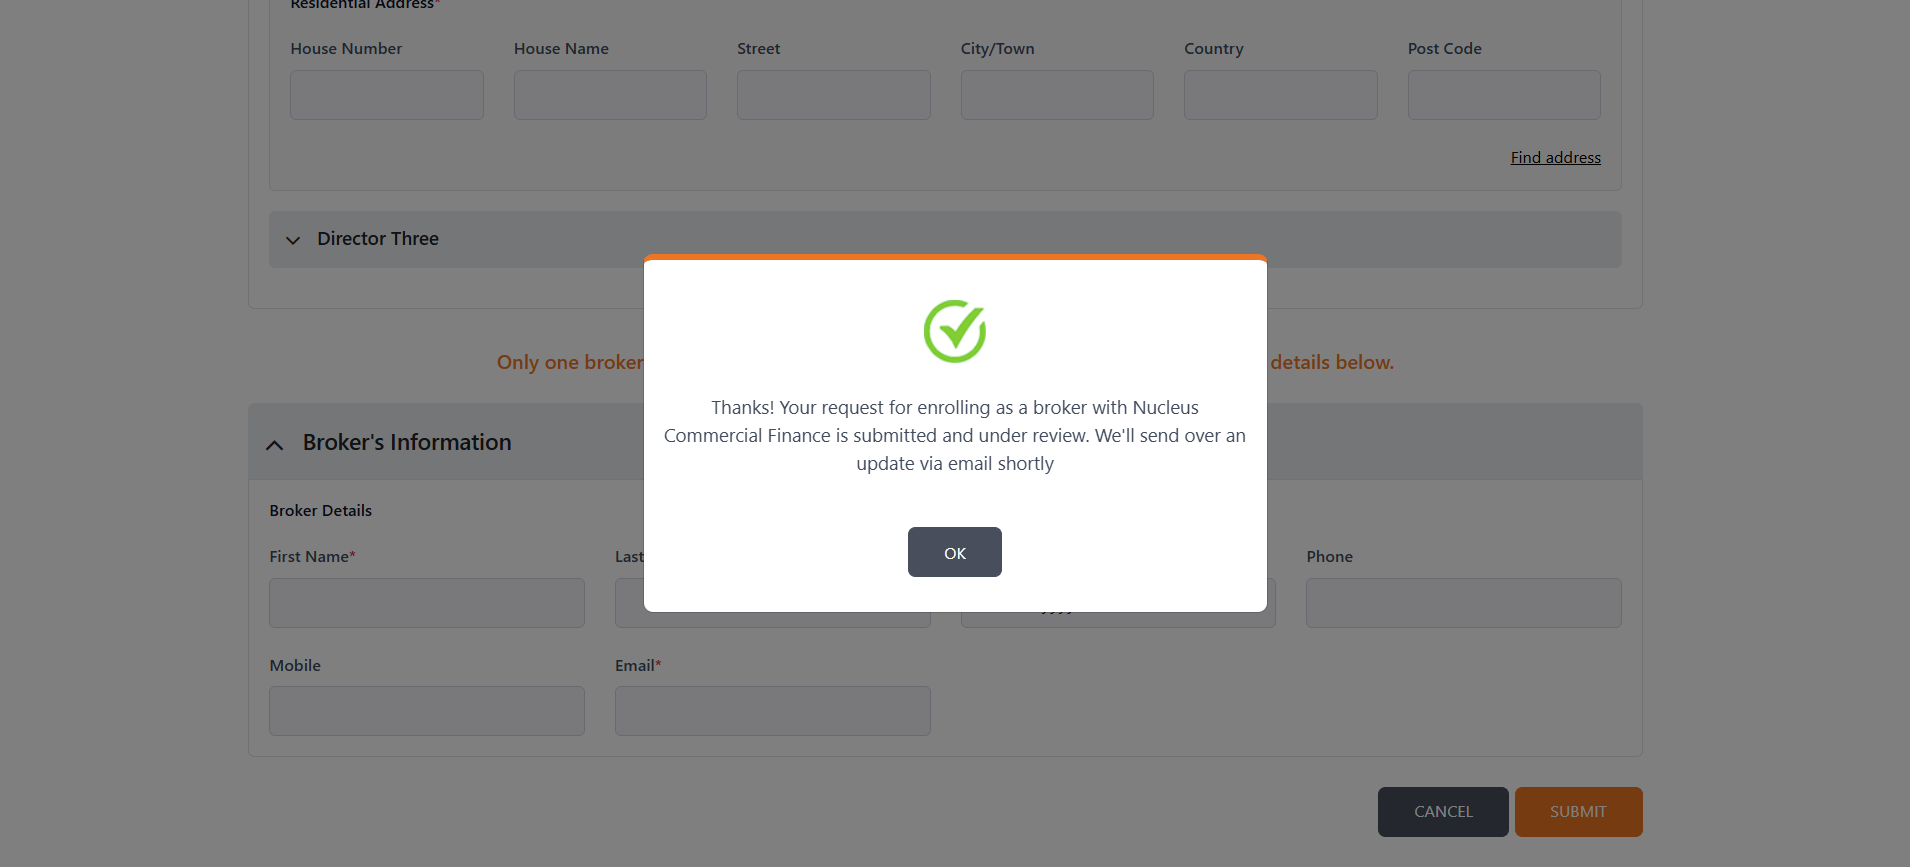 Residential Address*
House Number House Name Street City/Town Country Post Code
Find address
Director Three
Only one broker details below.
Thanks! Your request for enrolling as a broker with Nucleus
Commercial Finance is submitted and under review. We'll send over an
update via email shortly
OK
Broker's Information
Broker Details
First Name* Last Phone
Mobile Email*
CANCEL SUBMIT